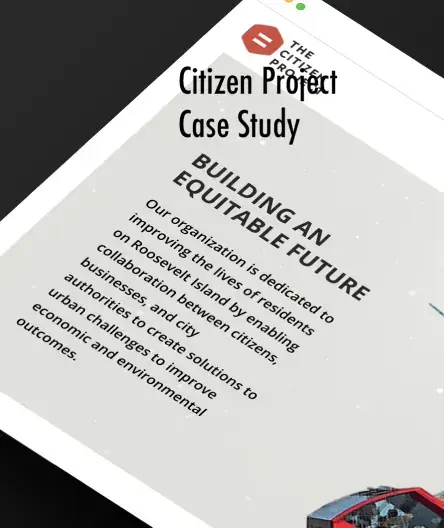 THE
CITIZEN
PROJECT
Citizen Project
Case Study
BUILDING AN
EQUITABLE FUTURE
Our organization is dedicated to
improving the lives of residents
on Roosevelt Island by enabling
collaboration between citizens,
businesses, and city
authorities to create solutions to
urban challenges to improve
economic and environmental
outcomes.